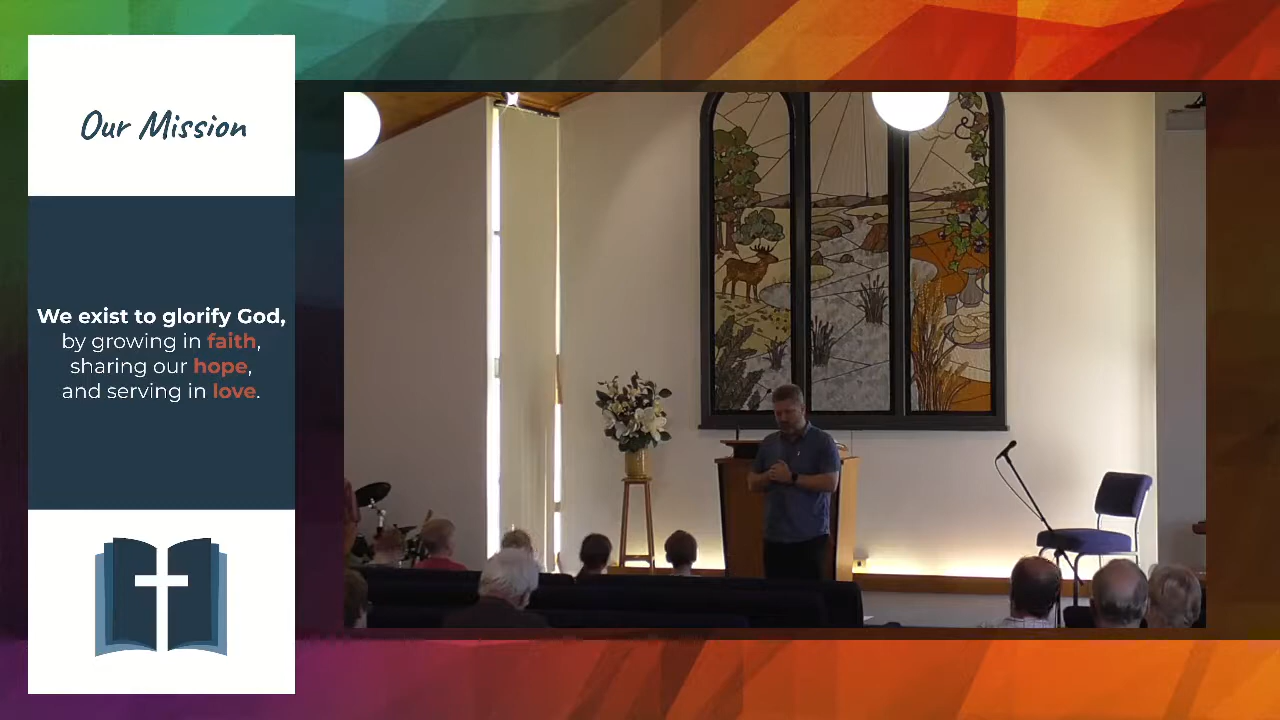 Our Mission
We exist to glorify God,
by growing in faith,
sharing our hope,
and serving in love.